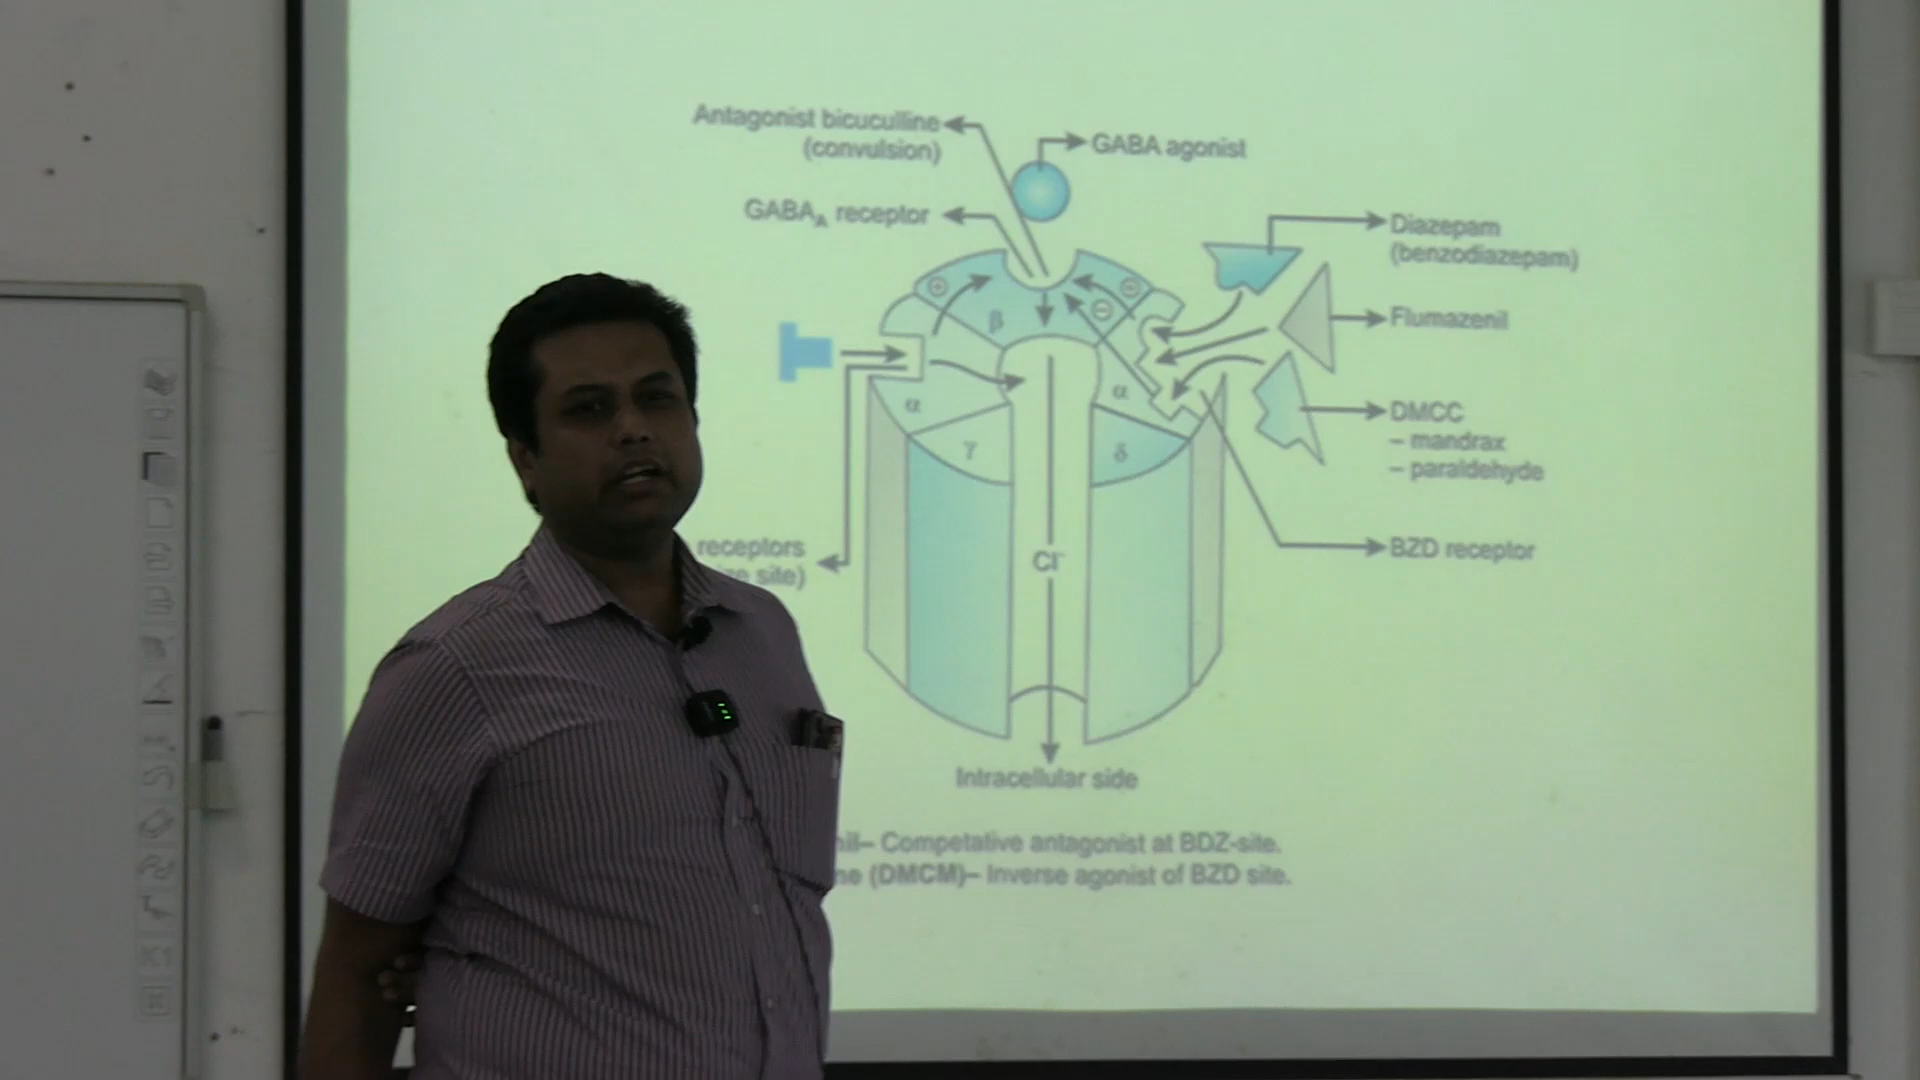 Antagonist bicuculline
(convulsion)
GABA agonist
GABAA receptor
Diazepam
(benzodiazepam)
Flumazenil
DMCC
– mandrax
– paraldehyde
BZD receptor
receptors
site)
β
α
α
γ
δ
Cl⁻
Intracellular side
– Competative antagonist at BDZ-site.
(DMCM)– Inverse agonist of BZD site.